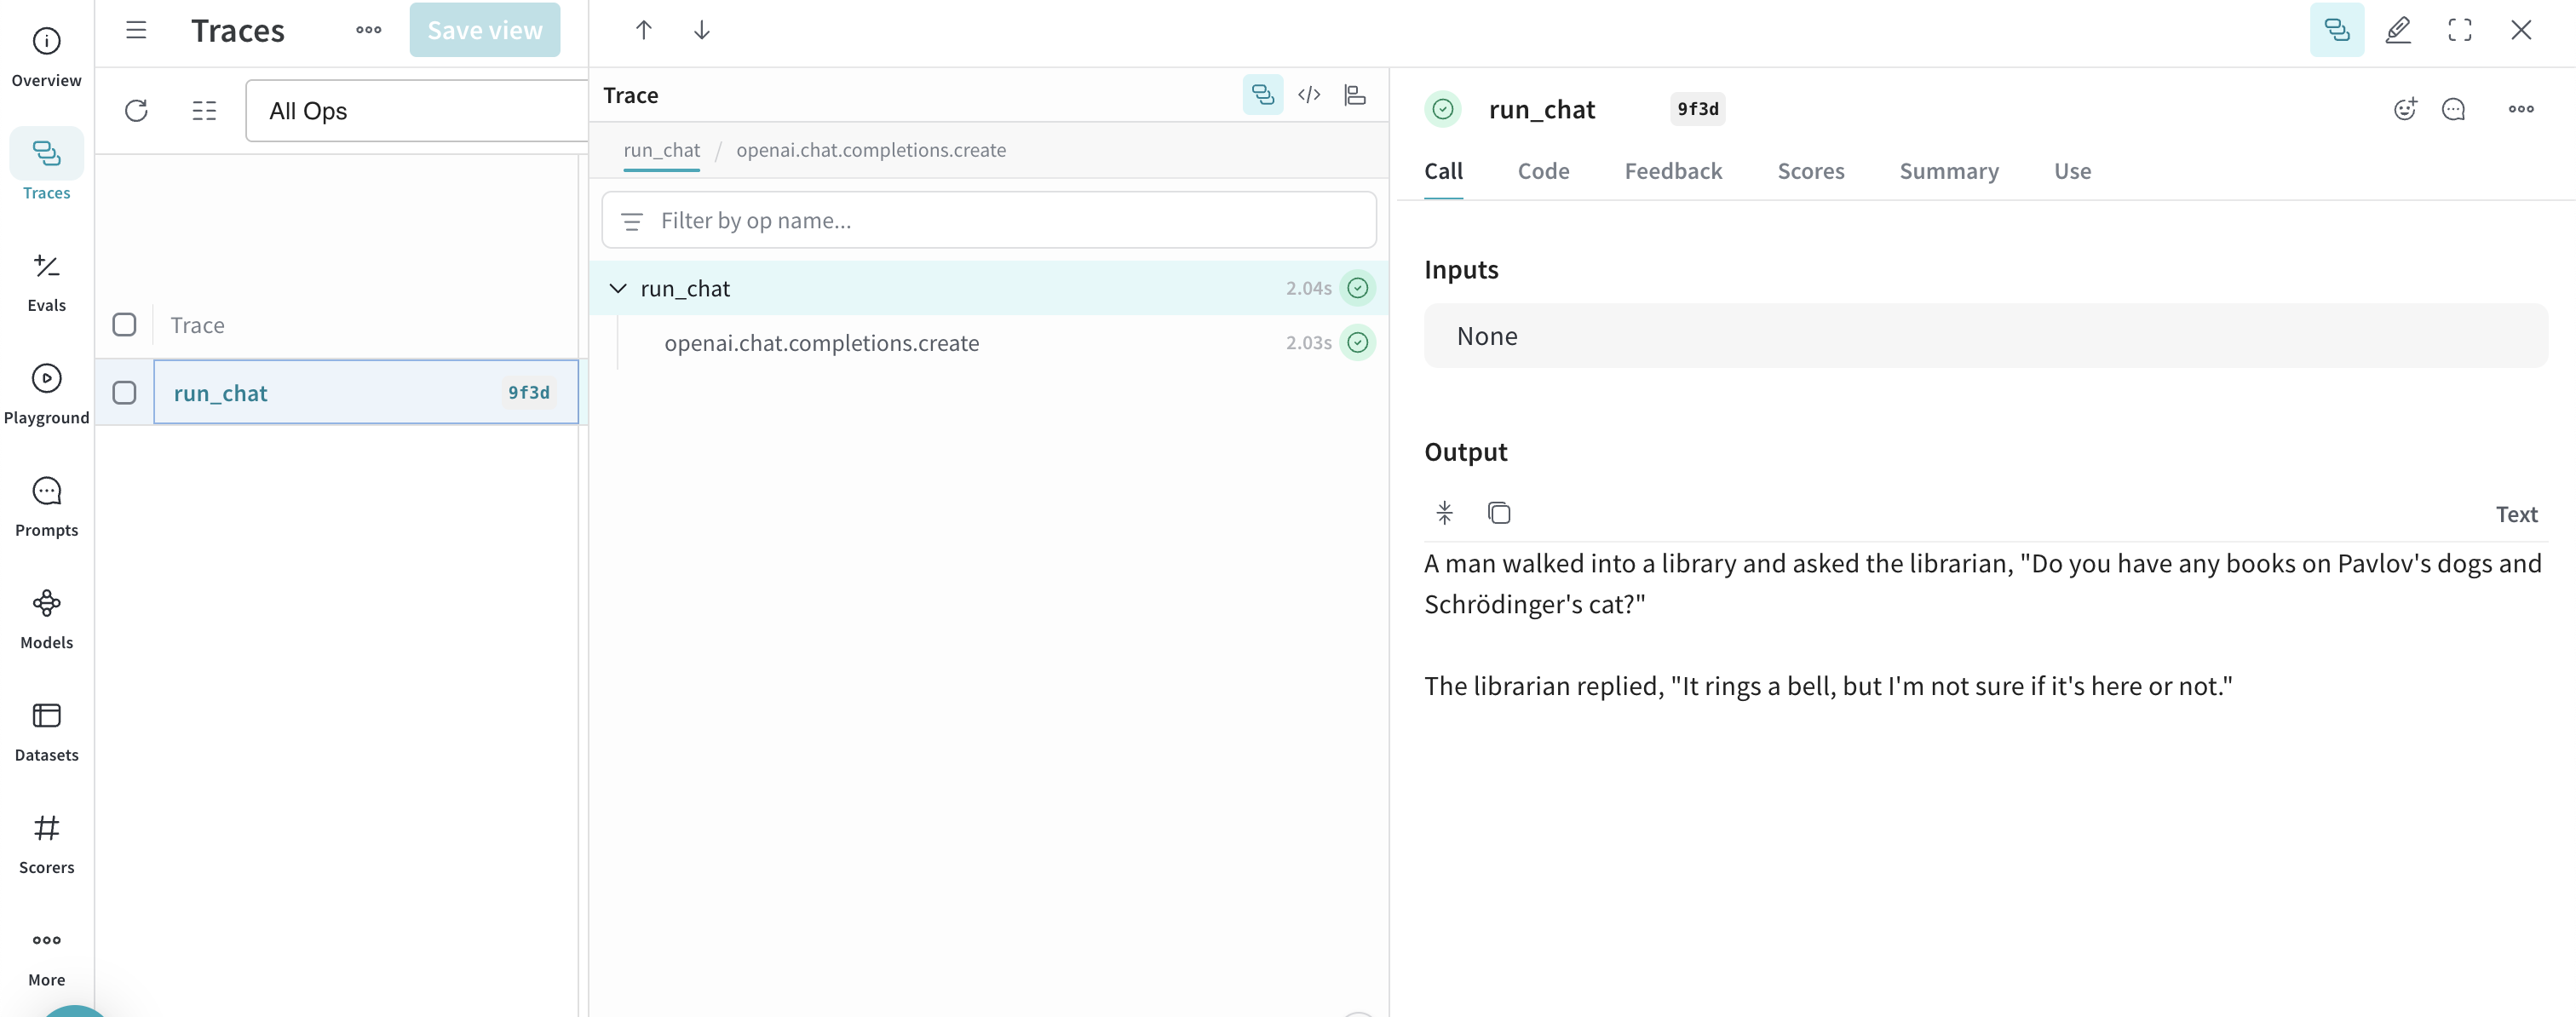 Overview
Traces
Evals
Playground
Prompts
Models
Datasets
Scorers
More
Traces
Save view
All Ops
Trace
run_chat 9f3d
Trace
run_chat / openai.chat.completions.create
Filter by op name...
run_chat 2.04s
openai.chat.completions.create 2.03s
run_chat 9f3d
Call Code Feedback Scores Summary Use
Inputs
None
Output
Text
A man walked into a library and asked the librarian, "Do you have any books on Pavlov's dogs and
Schrödinger's cat?"
The librarian replied, "It rings a bell, but I'm not sure if it's here or not."